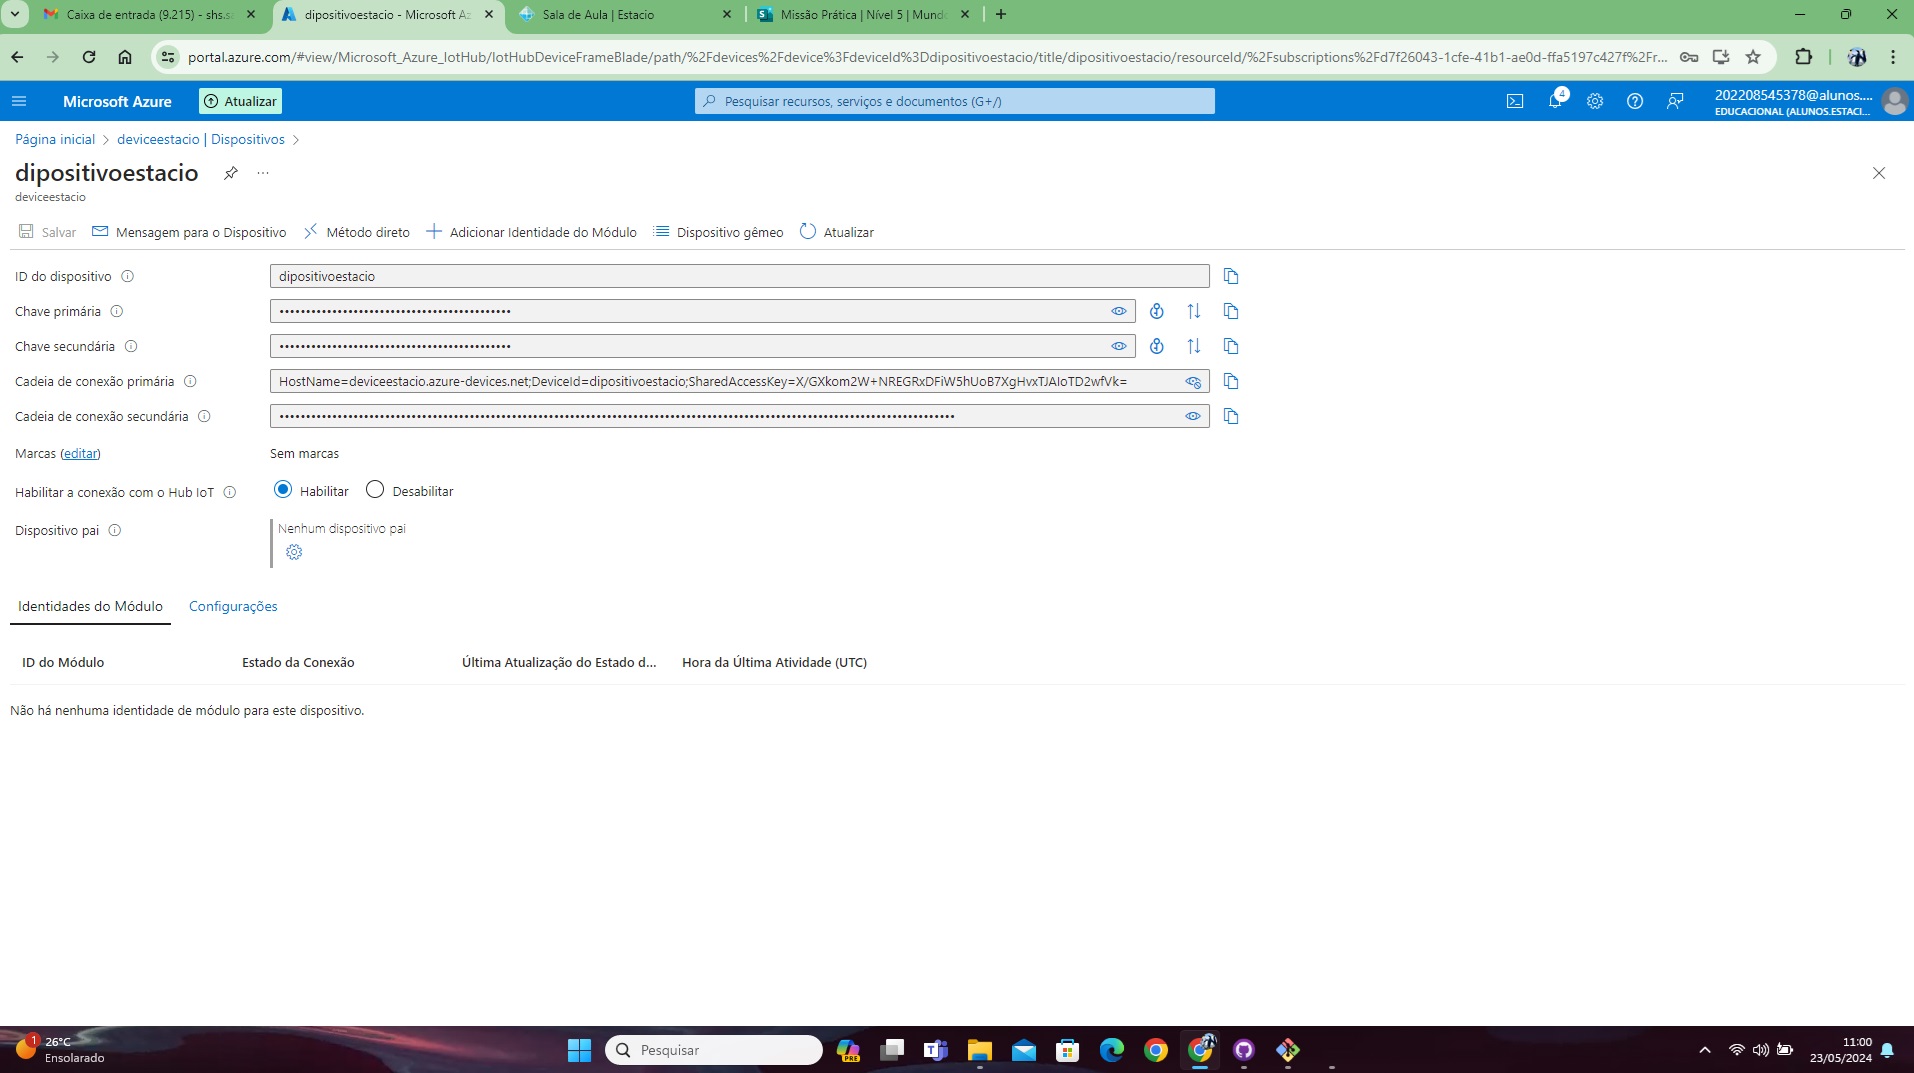 Caixa de entrada (9.215) - shs.s
dipositivoestacio - Microsoft Az
Sala de Aula | Estacio
Missão Prática | Nível 5 | Mund
portal.azure.com/#view/Microsoft_Azure_IotHub/IotHubDeviceFrameBlade/path/%2Fdevices%2Fdevice%3FdeviceId%3Ddipositivoestacio/title/dipositivoestacio/resourceId/%2Fsubscriptions%2Fd7f26043-1cfe-41b1-ae0d-ffa5197c427f%2Fr...
Microsoft Azure
Atualizar
Pesquisar recursos, serviços e documentos (G+/)
4
202208545378@alunos....
EDUCACIONAL (ALUNOS.ESTACI...
Página inicial > deviceestacio | Dispositivos >
dipositivoestacio
deviceestacio
Salvar
Mensagem para o Dispositivo
Método direto
Adicionar Identidade do Módulo
Dispositivo gêmeo
Atualizar
ID do dispositivo
dipositivoestacio
Chave primária
Chave secundária
Cadeia de conexão primária
HostName=deviceestacio.azure-devices.net;DeviceId=dipositivoestacio;SharedAccessKey=X/GXkom2W+NREGRxDFiW5hUoB7XgHvxTJAIoTD2wfVk=
Cadeia de conexão secundária
Marcas (editar)
Sem marcas
Habilitar a conexão com o Hub IoT
Habilitar
Desabilitar
Dispositivo pai
Nenhum dispositivo pai
Identidades do Módulo
Configurações
ID do Módulo
Estado da Conexão
Última Atualização do Estado d...
Hora da Última Atividade (UTC)
Não há nenhuma identidade de módulo para este dispositivo.
1
26°C
Ensolarado
Pesquisar
PRE
11:00
23/05/2024